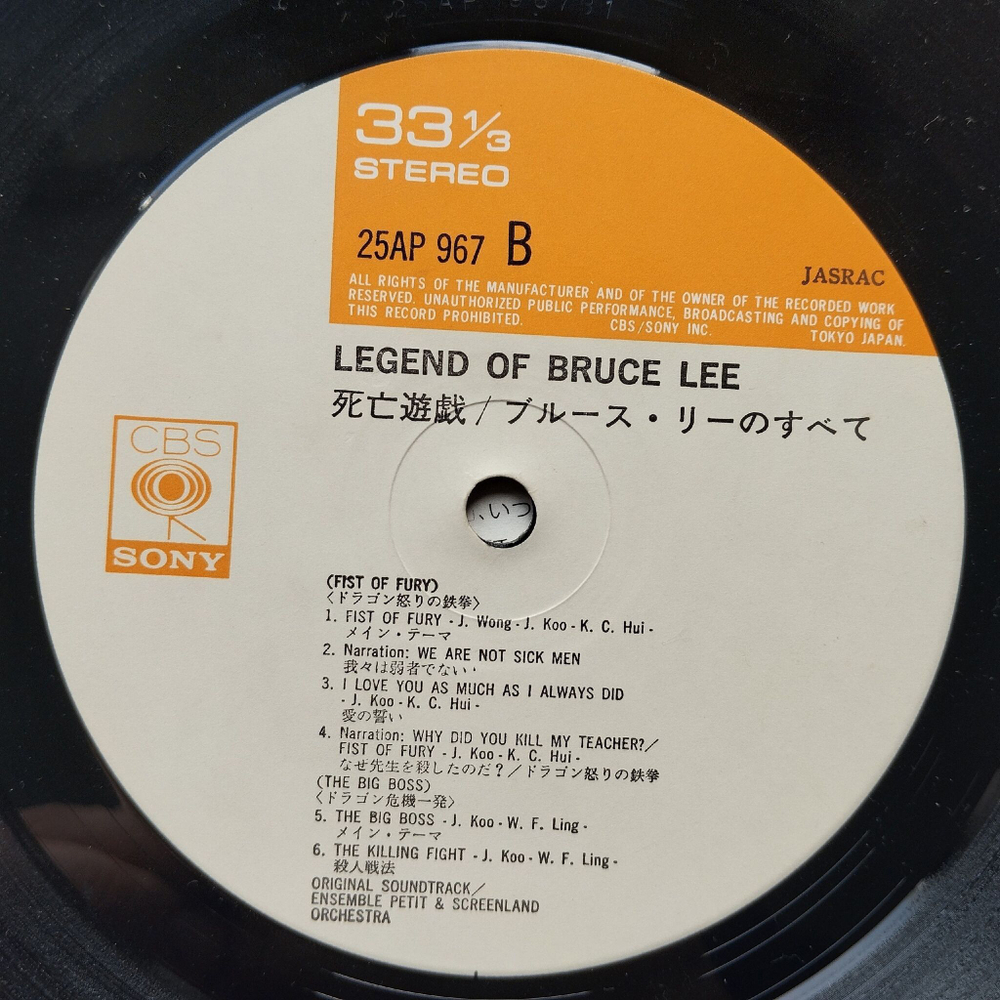 33 1/3
STEREO
25AP 967 B
JASRAC
ALL RIGHTS OF THE MANUFACTURER AND OF THE OWNER OF THE RECORDED WORK
RESERVED. UNAUTHORIZED PUBLIC PERFORMANCE, BROADCASTING AND COPYING OF
THIS RECORD PROHIBITED. CBS/SONY INC. TOKYO JAPAN.
LEGEND OF BRUCE LEE
死亡遊戯/ブルース・リーのすべて
CBS
SONY
いつ
(FIST OF FURY)
〈ドラゴン怒りの鉄拳〉
1. FIST OF FURY - J. Wong - J. Koo - K. C. Hui -
メイン・テーマ
2. Narration: WE ARE NOT SICK MEN
我々は弱者でない
3. I LOVE YOU AS MUCH AS I ALWAYS DID
- J. Koo - K. C. Hui -
愛の誓い
4. Narration: WHY DID YOU KILL MY TEACHER?/
FIST OF FURY - J. Koo - K. C. Hui -
なぜ先生を殺したのだ?/ドラゴン怒りの鉄拳
(THE BIG BOSS)
〈ドラゴン危機一発〉
5. THE BIG BOSS - J. Koo - W. F. Ling -
メイン・テーマ
6. THE KILLING FIGHT - J. Koo - W. F. Ling -
殺人戦法
ORIGINAL SOUNDTRACK/
ENSEMBLE PETIT & SCREENLAND
ORCHESTRA